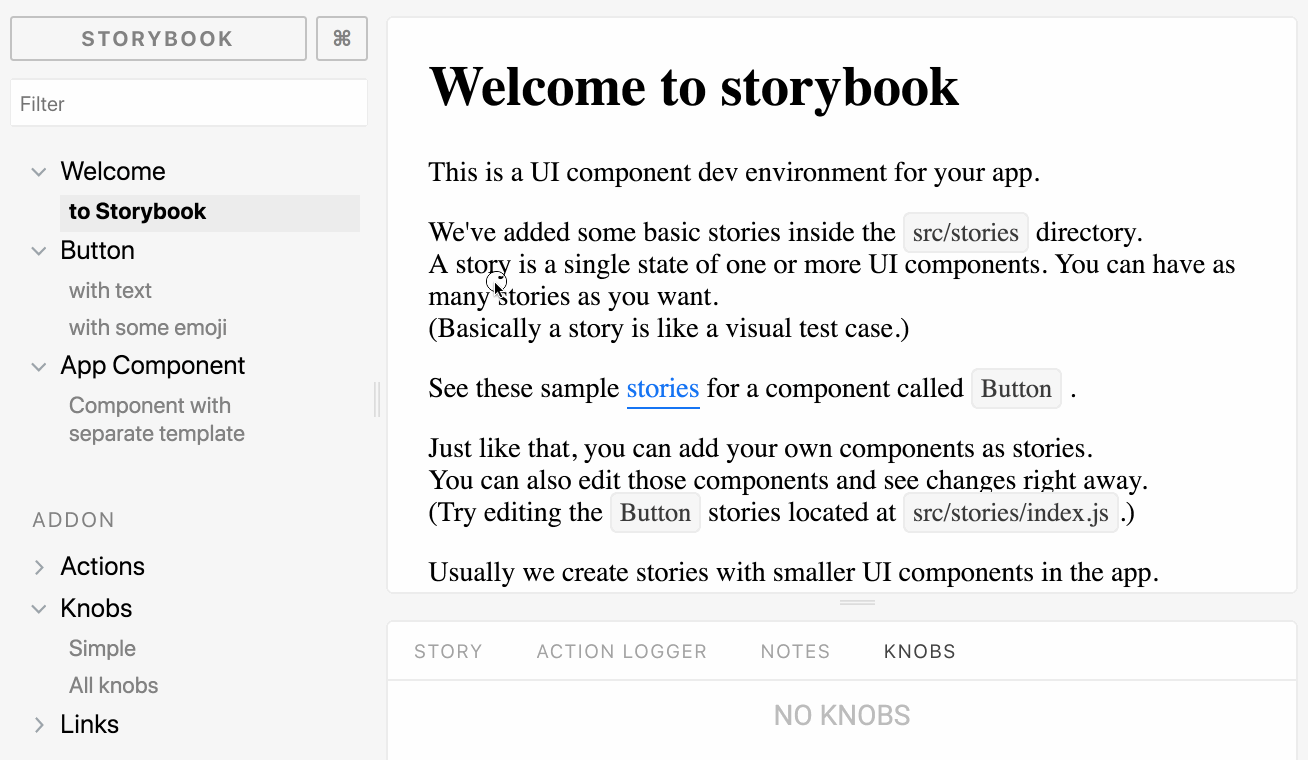 STORYBOOK
⌘
Filter
Welcome
to Storybook
Button
with text
with some emoji
App Component
Component with
separate template
ADDON
Actions
Knobs
Simple
All knobs
Links
Welcome to storybook
This is a UI component dev environment for your app.
We've added some basic stories inside the src/stories directory.
A story is a single state of one or more UI components. You can have as
many stories as you want.
(Basically a story is like a visual test case.)
See these sample stories for a component called Button .
Just like that, you can add your own components as stories.
You can also edit those components and see changes right away.
(Try editing the Button stories located at src/stories/index.js .)
Usually we create stories with smaller UI components in the app.
STORY ACTION LOGGER NOTES KNOBS
NO KNOBS